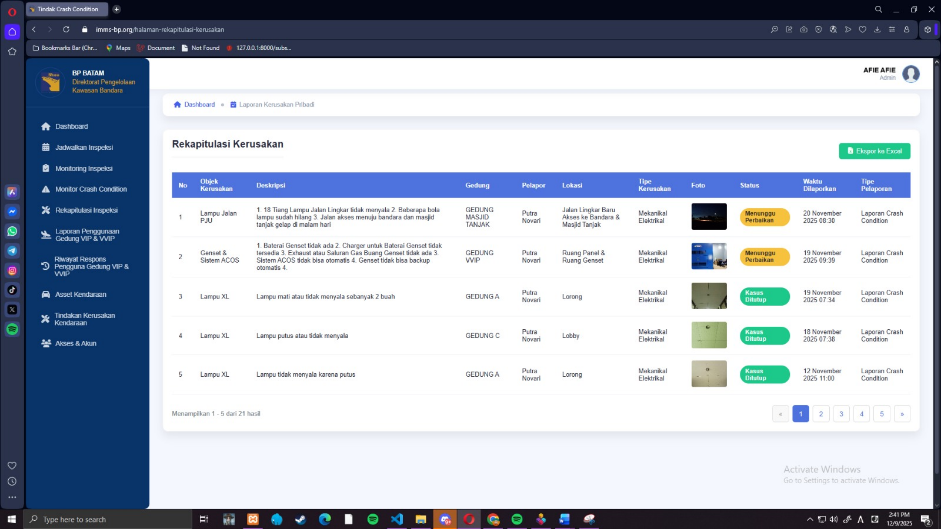 Tindak Crash Condition
imms-bp.org/halaman-rekapitulasi-kerusakan
Bookmarks Bar (Chr...
Maps
Document
Not Found
127.0.0.1:8000/subs...
BP BATAM
Direktorat Pengelolaan
Kawasan Bandara
Dashboard
Jadwalkan Inspeksi
Monitoring Inspeksi
Monitor Crash Condition
Rekapitulasi Inspeksi
Laporan Penggunaan
Gedung VIP & VVIP
Riwayat Respons
Pengguna Gedung VIP &
VVIP
Asset Kendaraan
Tindakan Kerusakan
Kendaraan
Akses & Akun
AFIE AFIE
Admin
Dashboard
Laporan Kerusakan Pribadi
Rekapitulasi Kerusakan
Ekspor ke Excel
No Objek Kerusakan Deskripsi Gedung Pelapor Lokasi Tipe Kerusakan Foto Status Waktu Dilaporkan Tipe Pelaporan
1 Lampu Jalan PJU 1. 18 Tiang Lampu Jalan Lingkar tidak menyala 2. Beberapa bola lampu sudah hilang 3. Jalan akses menuju bandara dan masjid tanjak gelap di malam hari GEDUNG MASJID TANJAK Putra Novari Jalan Lingkar Baru Akses ke Bandara & Masjid Tanjak Mekanikal Elektrikal Menunggu Perbaikan 20 November 2025 08:30 Laporan Crash Condition
2 Genset & Sistem ACOS 1. Baterai Genset tidak ada 2. Charger untuk Baterai Genset tidak tersedia 3. Exhaust atau Saluran Gas Buang Genset tidak ada 3. Sistem ACOS tidak bisa otomatis 4. Genset tidak bisa backup otomatis 4. GEDUNG VVIP Putra Novari Ruang Panel & Ruang Genset Mekanikal Elektrikal Menunggu Perbaikan 19 November 2025 09:39 Laporan Crash Condition
3 Lampu XL Lampu mati atau tidak menyala sebanyak 2 buah GEDUNG A Putra Novari Lorong Mekanikal Elektrikal Kasus Ditutup 19 November 2025 07:34 Laporan Crash Condition
4 Lampu XL Lampu putus atau tidak menyala GEDUNG C Putra Novari Lobby Mekanikal Elektrikal Kasus Ditutup 18 November 2025 07:38 Laporan Crash Condition
5 Lampu XL Lampu tidak menyala karena putus GEDUNG A Putra Novari Lorong Mekanikal Elektrikal Kasus Ditutup 12 November 2025 11:00 Laporan Crash Condition
Menampilkan 1 - 5 dari 21 hasil
« 1 2 3 4 5 »
Activate Windows
Go to Settings to activate Windows.
Type here to search
2:41 PM
12/9/2025